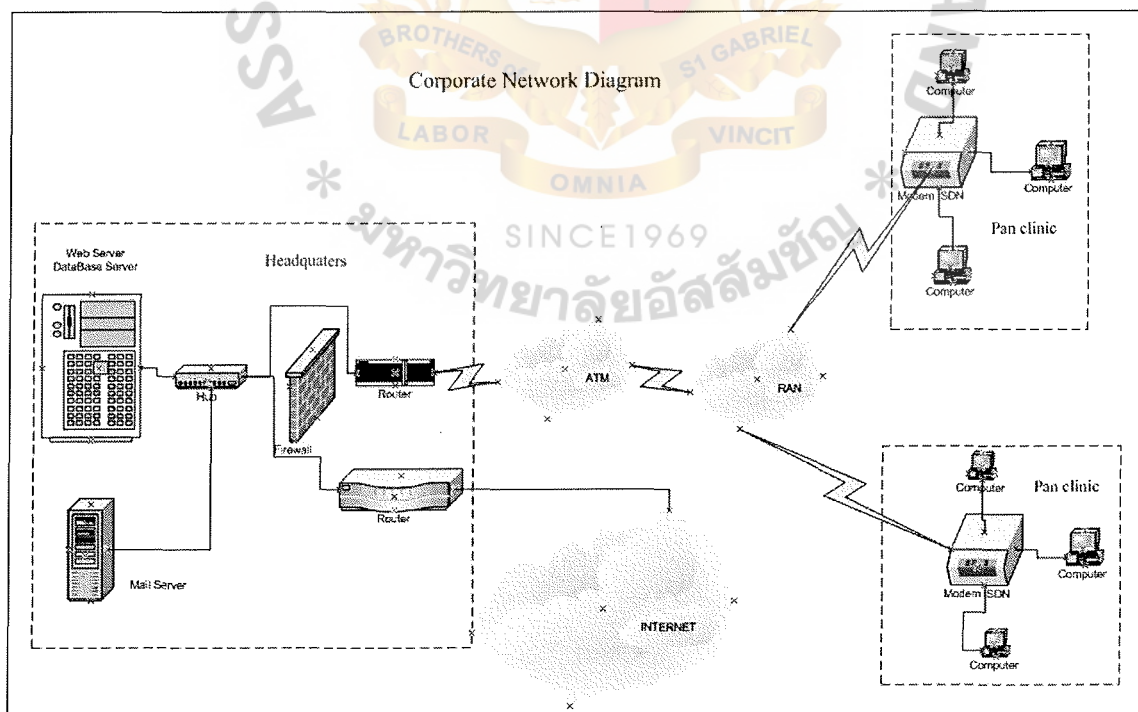 BROTHERS OF ST GABRIEL
Corporate Network Diagram
LABOR VINCIT
OMNIA
SINCE1969
มหาวิทยาลัยอัสสัมชัญ
Computer
Computer
Modem ISDN
Pan clinic
Computer
Web Server
DataBase Server
Headquaters
Hub
Firewall
Router
ATM
RAN
Router
Mail Server
INTERNET
Computer
Pan clinic
Computer
Modem ISDN
Computer